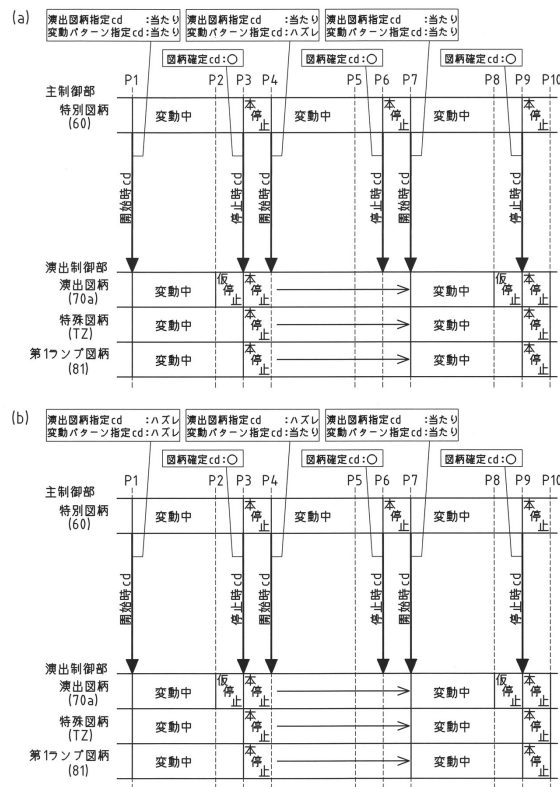 (a)
演出図柄指定cd :当たり
変動パターン指定cd:当たり
演出図柄指定cd :当たり
変動パターン指定cd:ハズレ
演出図柄指定cd :当たり
変動パターン指定cd:当たり
図柄確定cd:〇
図柄確定cd:〇
図柄確定cd:〇
P1 P2 P3 P4 P5 P6 P7 P8 P9 P10
主制御部
特別図柄
(60)
変動中
本停止
変動中
本停止
変動中
本停止
開始時cd
停止時cd
開始時cd
停止時cd
開始時cd
停止時cd
演出制御部
演出図柄
(70a)
変動中
仮停止
本停止
変動中
仮停止
本停止
特殊図柄
(TZ)
変動中
本停止
変動中
本停止
第1ランプ図柄
(81)
変動中
本停止
変動中
本停止
(b)
演出図柄指定cd :ハズレ
変動パターン指定cd:ハズレ
演出図柄指定cd :ハズレ
変動パターン指定cd:当たり
演出図柄指定cd :当たり
変動パターン指定cd:当たり
図柄確定cd:〇
図柄確定cd:〇
図柄確定cd:〇
P1 P2 P3 P4 P5 P6 P7 P8 P9 P10
主制御部
特別図柄
(60)
変動中
本停止
変動中
本停止
変動中
本停止
開始時cd
停止時cd
開始時cd
停止時cd
開始時cd
停止時cd
演出制御部
演出図柄
(70a)
変動中
仮停止
本停止
変動中
仮停止
本停止
特殊図柄
(TZ)
変動中
本停止
変動中
本停止
第1ランプ図柄
(81)
変動中
本停止
変動中
本停止